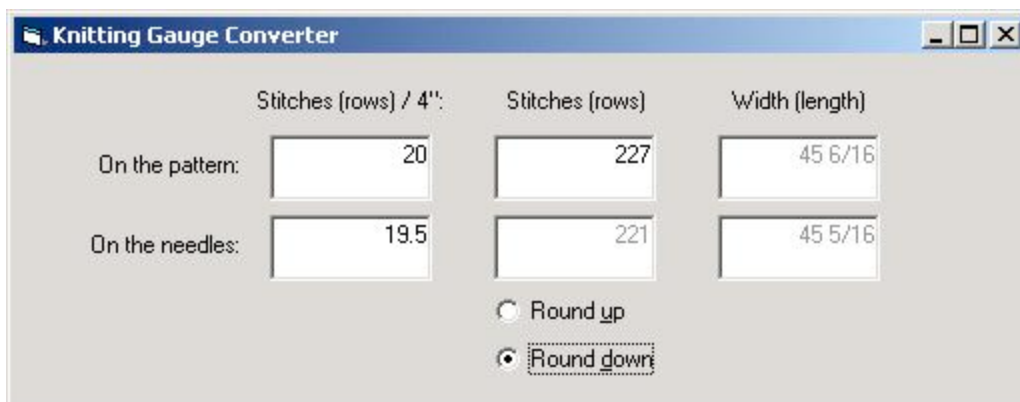 Knitting Gauge Converter
Stitches (rows) / 4": Stitches (rows) Width (length)
On the pattern: 20 227 45 6/16
On the needles: 19.5 221 45 5/16
Round up
Round down